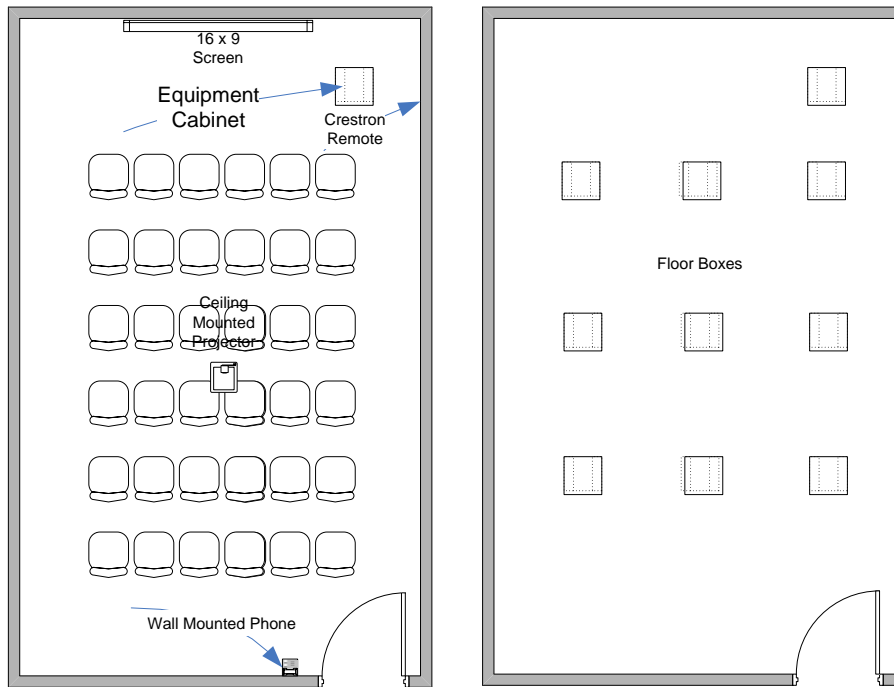 16 x 9
Screen
Equipment
Cabinet
Crestron
Remote
Ceiling
Mounted
Projector
Wall Mounted Phone
Floor Boxes